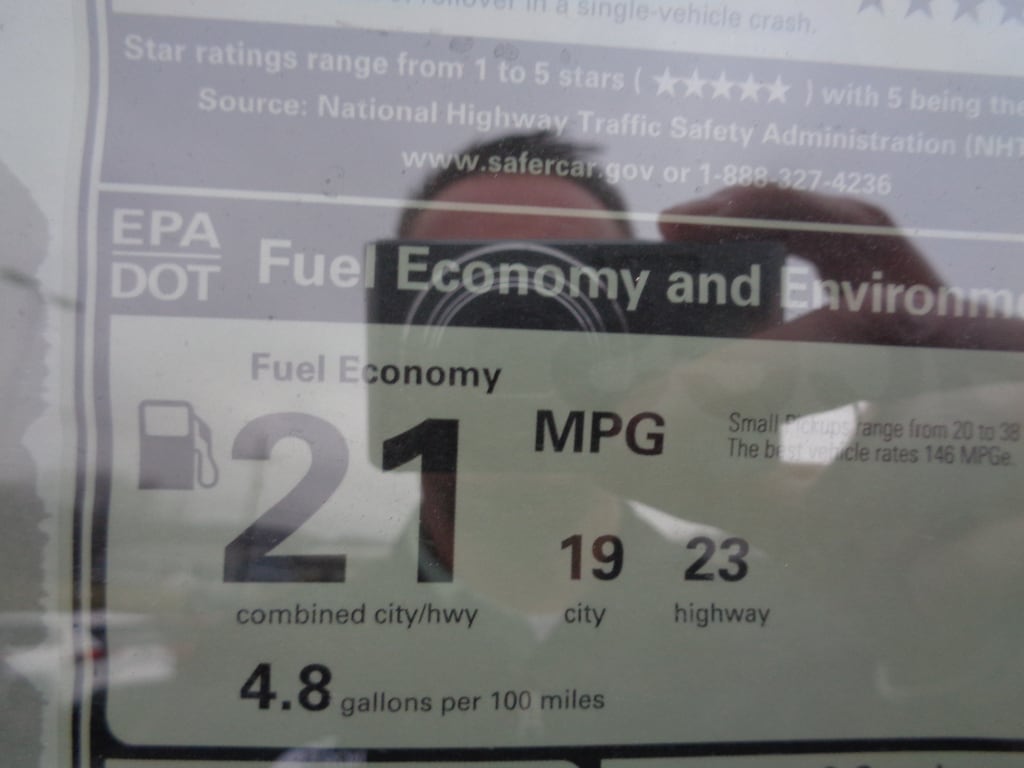 rollover in a single-vehicle crash.
Star ratings range from 1 to 5 stars ( ★★★★★ ) with 5 being the
Source: National Highway Traffic Safety Administration (NHT
www.safercar.gov or 1-888-327-4236
EPA
DOT
Fuel Economy and Environm
Fuel Economy
21
MPG
Small Pickups range from 20 to 38
The best vehicle rates 146 MPGe.
19
23
combined city/hwy
city
highway
4.8 gallons per 100 miles